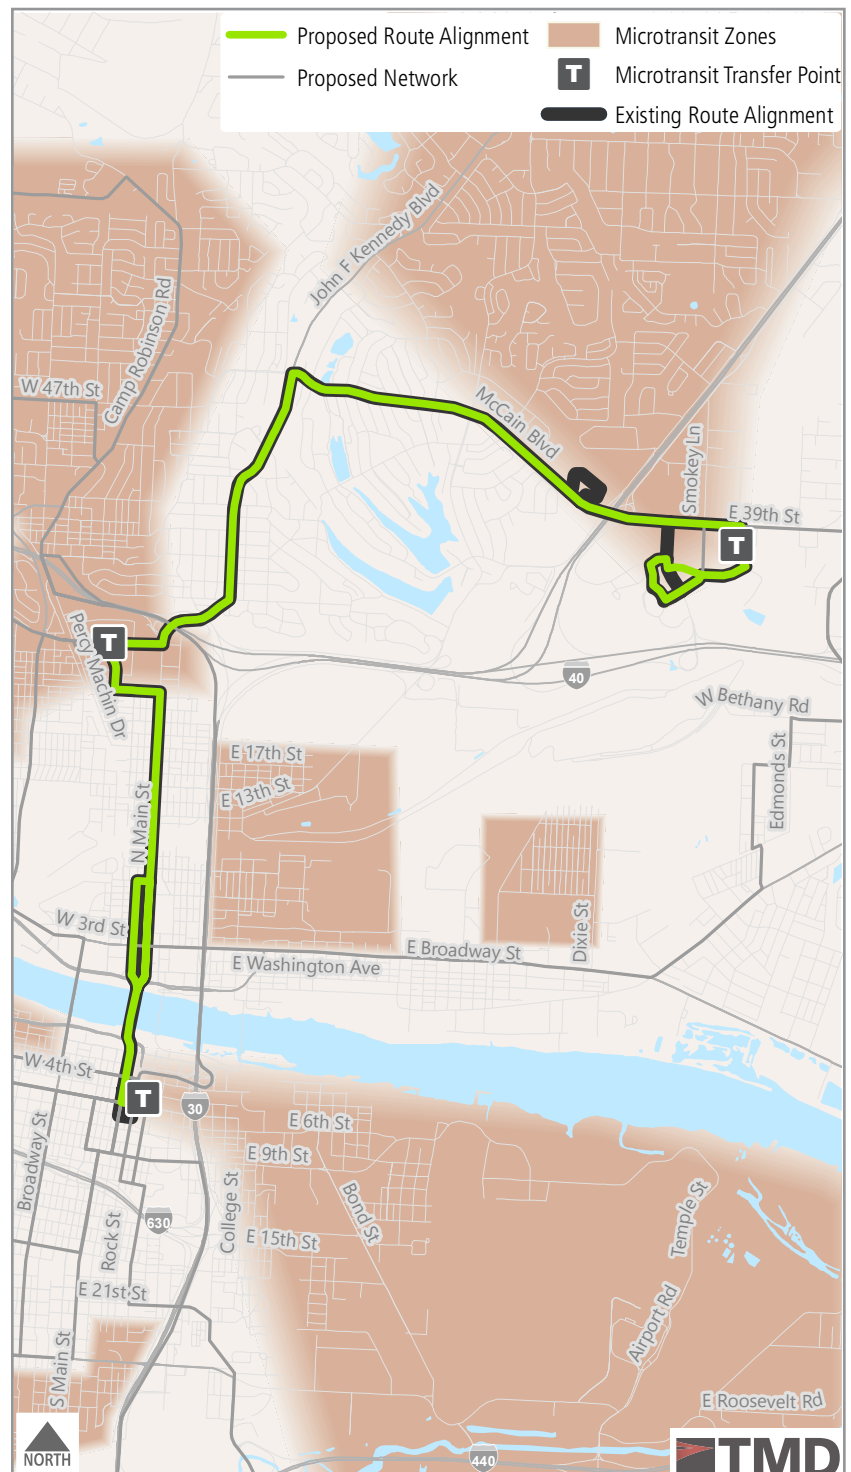 Proposed Route Alignment
Microtransit Zones
Proposed Network
T
Microtransit Transfer Point
Existing Route Alignment
John F Kennedy Blvd
Camp Robinson Rd
W 47th St
McCain Blvd
Smokey Ln
E 39th St
T
T
Percy Machin Dr
40
W Bethany Rd
Edmonds St
E 17th St
E 13th St
N Main St
Dixie St
W 3rd St
E Broadway St
E Washington Ave
W 4th St
T
30
E 6th St
Broadway St
E 9th St
College St
Bond St
Temple St
630
Rock St
E 15th St
E 21st St
Airport Rd
S Main St
E Roosevelt Rd
NORTH
440
TMD